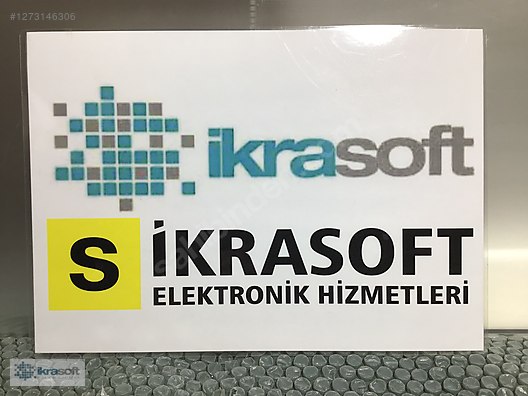 #1273146306
ikrasoft
S
İKRASOFT
ELEKTRONİK HİZMETLERİ
ikrasoft